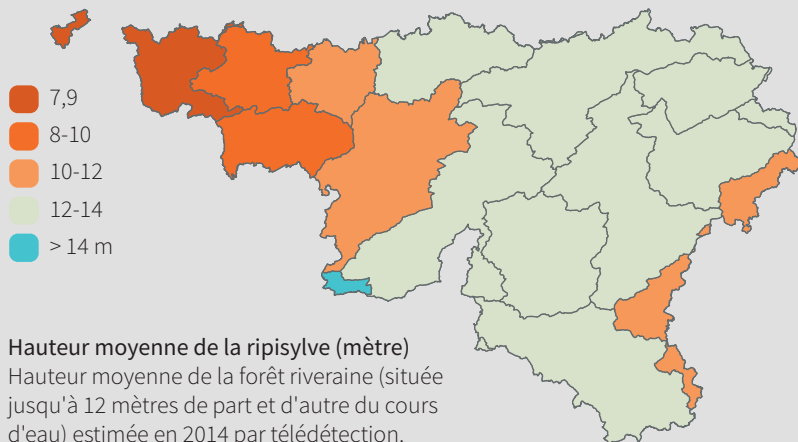 7,9
8-10
10-12
12-14
> 14 m
Hauteur moyenne de la ripisylve (mètre)
Hauteur moyenne de la forêt riveraine (située
jusqu'à 12 mètres de part et d'autre du cours
d'eau) estimée en 2014 par télédétection.